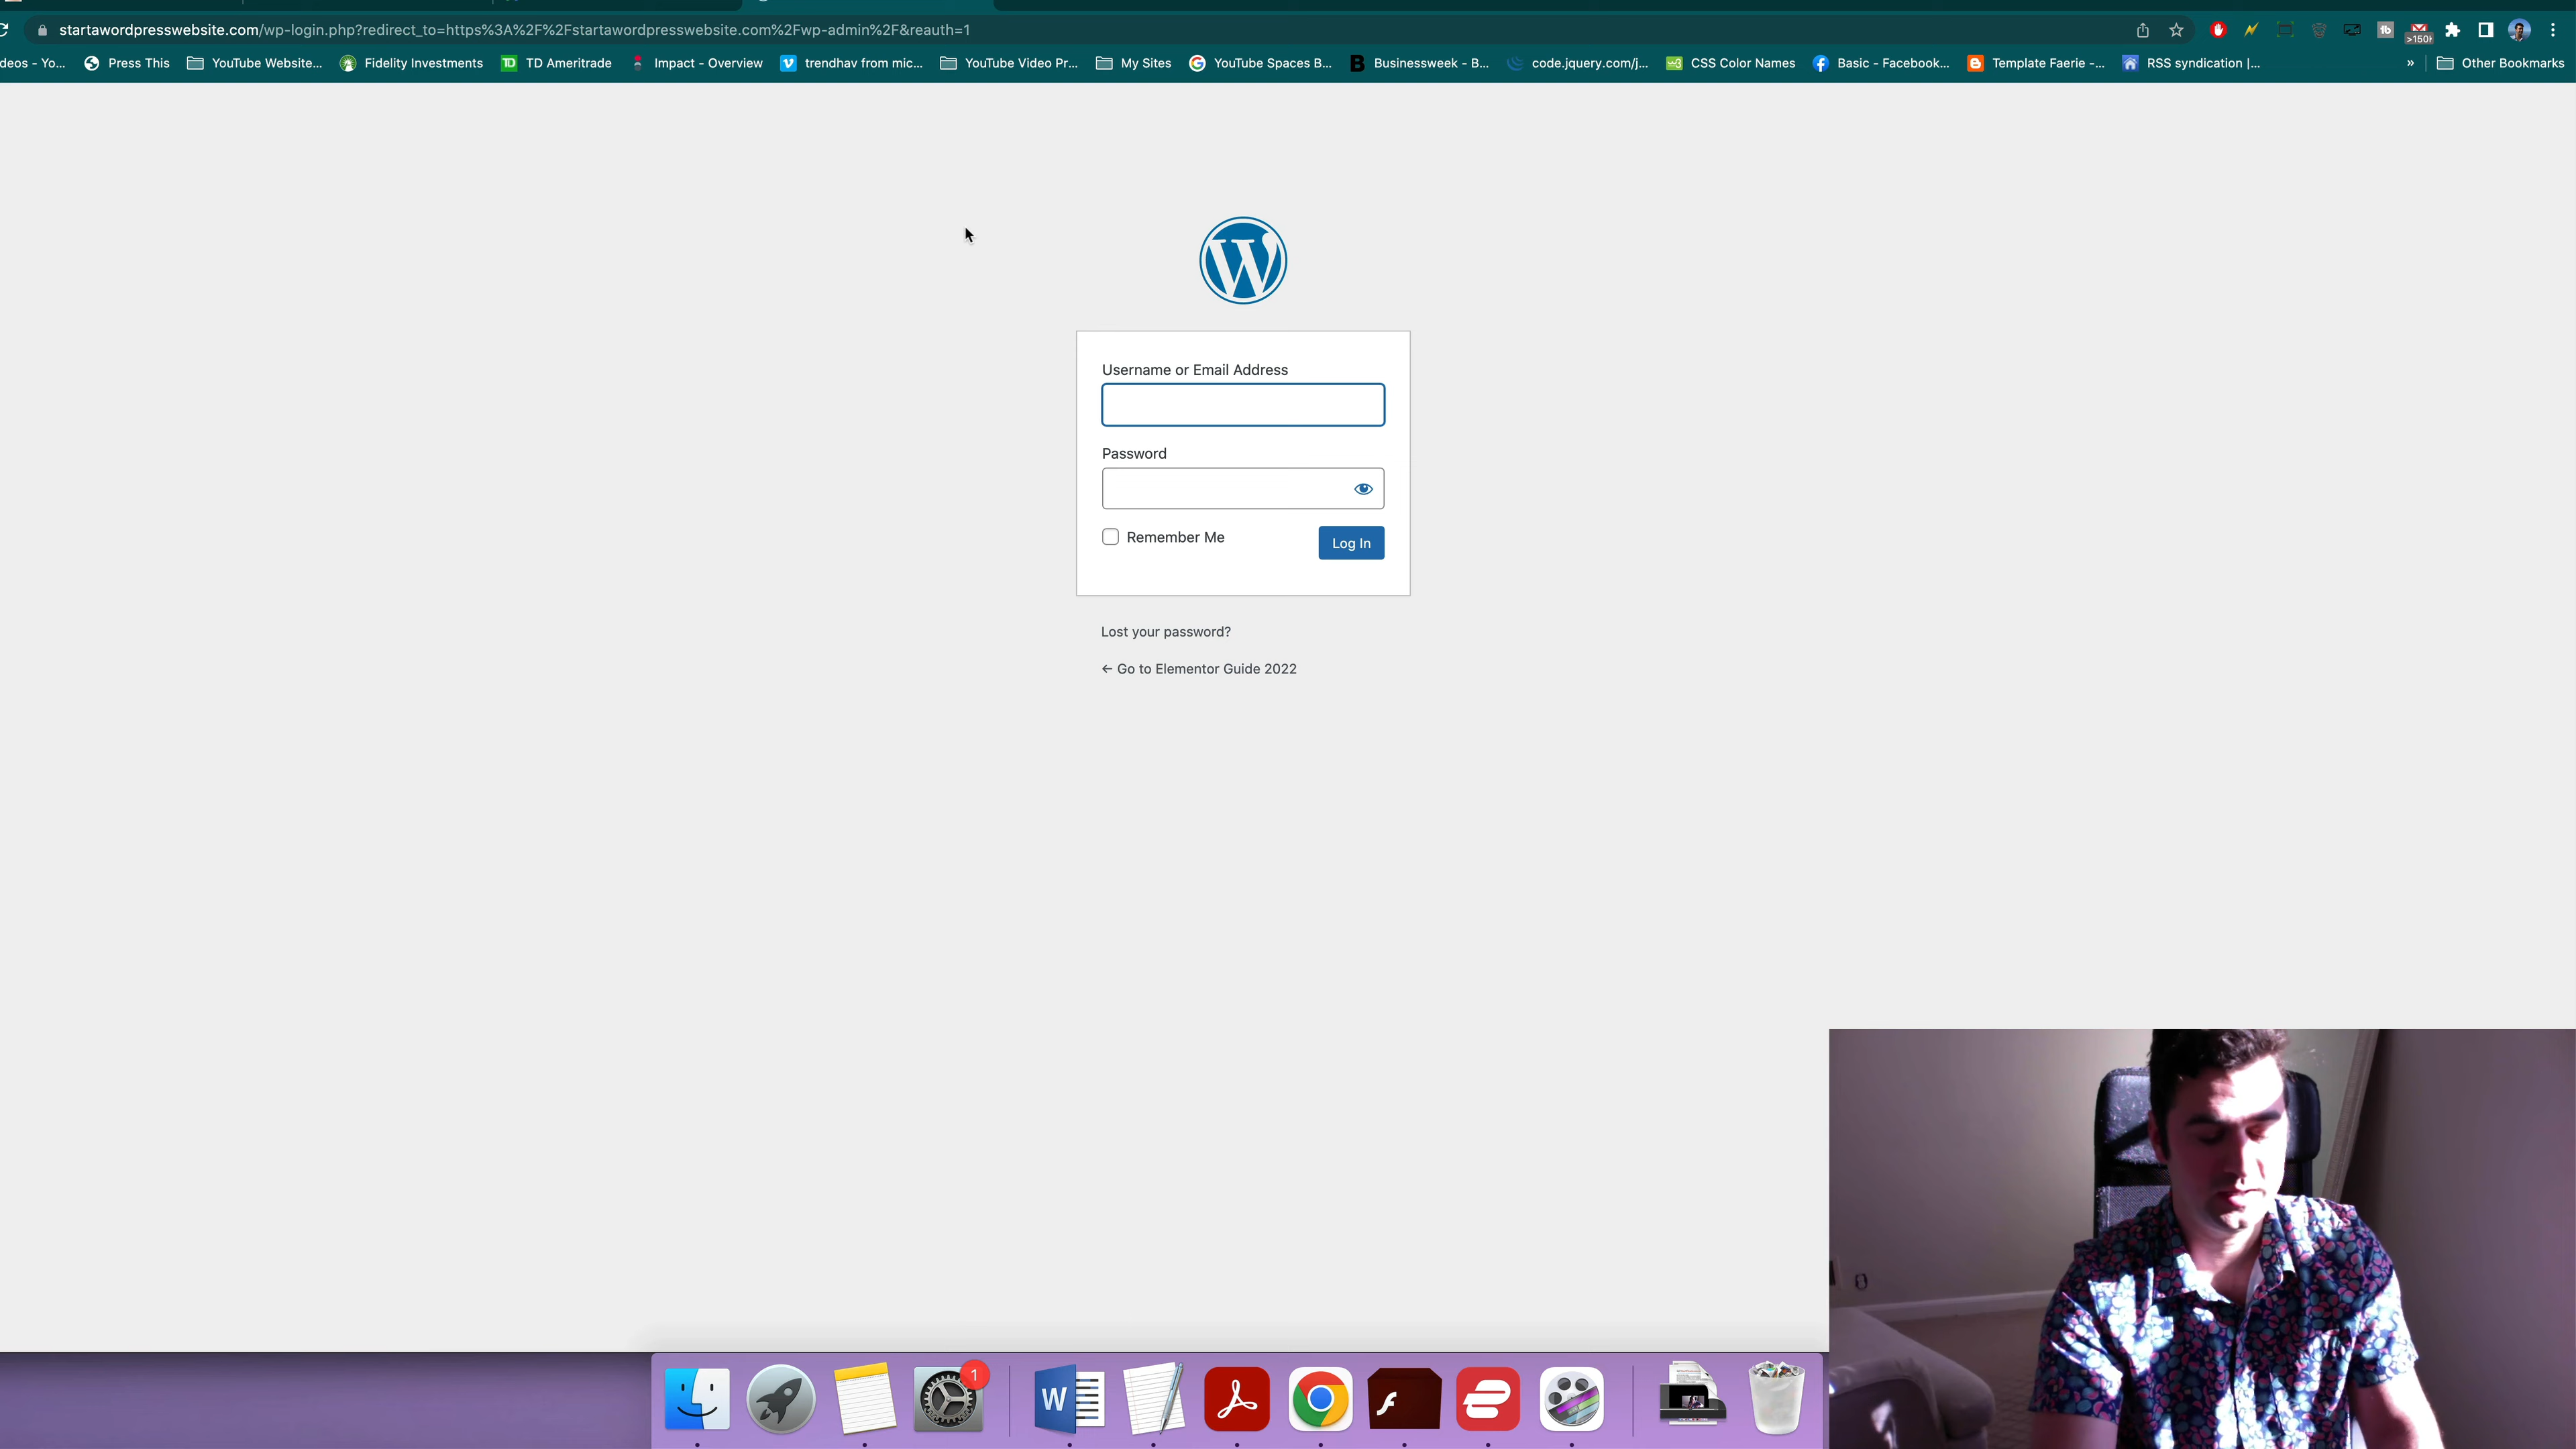 startawordpresswebsite.com/wp-login.php?redirect_to=https%3A%2F%2Fstartawordpresswebsite.com%2Fwp-admin%2F&reauth=1
>150K
deos - Yo... Press This YouTube Website... Fidelity Investments TD TD Ameritrade Impact - Overview trendhav from mic... YouTube Video Pr... My Sites YouTube Spaces B... B Businessweek - B... code.jquery.com/j... CSS Color Names Basic - Facebook... Template Faerie -... RSS syndication |... » Other Bookmarks
Username or Email Address
Password
Remember Me
Log In
Lost your password?
← Go to Elementor Guide 2022
1
W